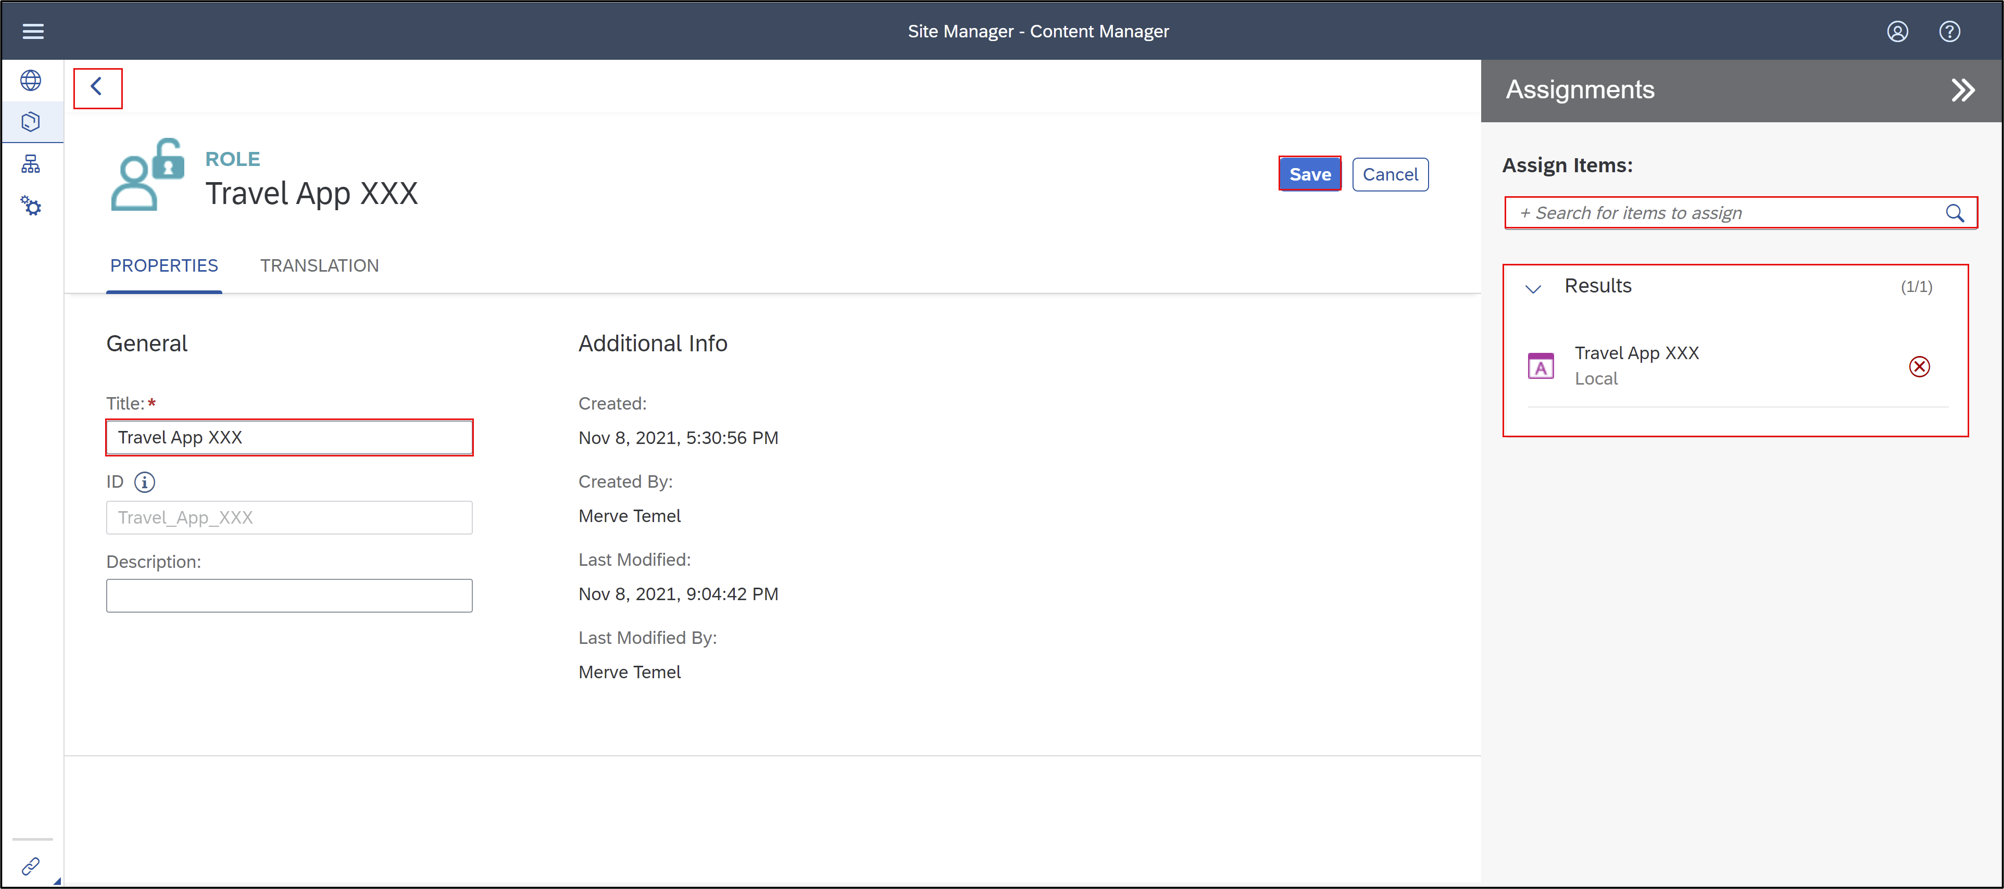 Site Manager - Content Manager
ROLE
Travel App XXX
Save
Cancel
PROPERTIES
TRANSLATION
General
Title:*
Travel App XXX
ID
Travel_App_XXX
Description:
Additional Info
Created:
Nov 8, 2021, 5:30:56 PM
Created By:
Merve Temel
Last Modified:
Nov 8, 2021, 9:04:42 PM
Last Modified By:
Merve Temel
Assignments
Assign Items:
+ Search for items to assign
Results (1/1)
A
Travel App XXX
Local